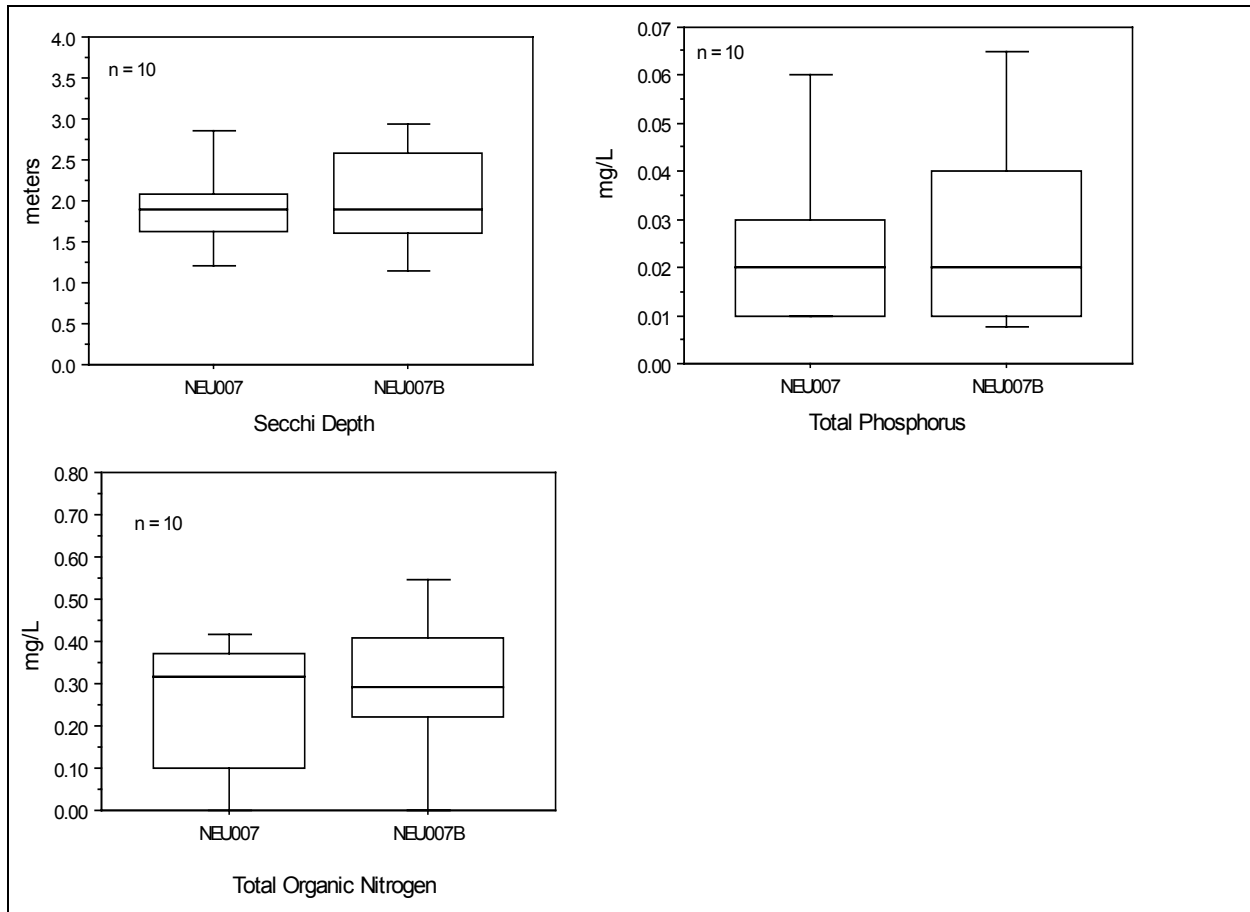 4.0
3.5
3.0
2.5
2.0
1.5
1.0
0.5
0.0
meters
n = 10
NEU007 NEU007B
Secchi Depth
0.07
0.06
0.05
0.04
0.03
0.02
0.01
0.00
mg/L
n = 10
NEU007 NEU007B
Total Phosphorus
0.80
0.70
0.60
0.50
0.40
0.30
0.20
0.10
0.00
mg/L
n = 10
NEU007 NEU007B
Total Organic Nitrogen